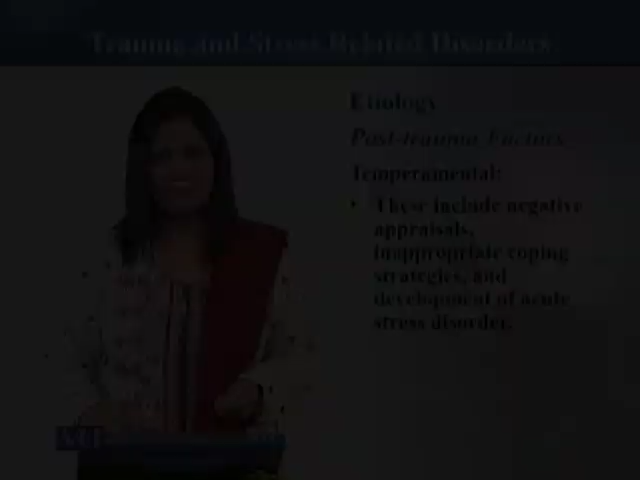 Trauma and Stress Related Disorders
Etiology
Post-trauma Factors
Temperamental:
• These include negative
appraisals,
inappropriate coping
strategies, and
development of acute
stress disorder.